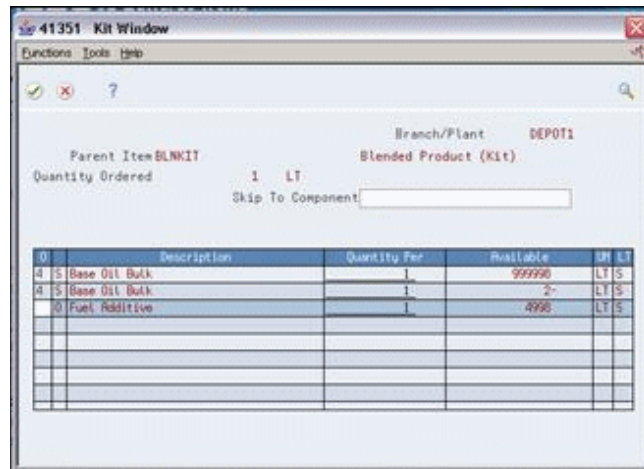 41351 Kit Window
Functions Tools Help
?
Branch/Plant DEPOT1
Parent Item BLNKIT Blended Product (Kit)
Quantity Ordered 1 LT
Skip To Component
O Description Quantity Per Available UM LT
4 S Base Oil Bulk 1 999998 LT S
4 S Base Oil Bulk 1 2- LT S
O Fuel Additive 1 4998 LT S